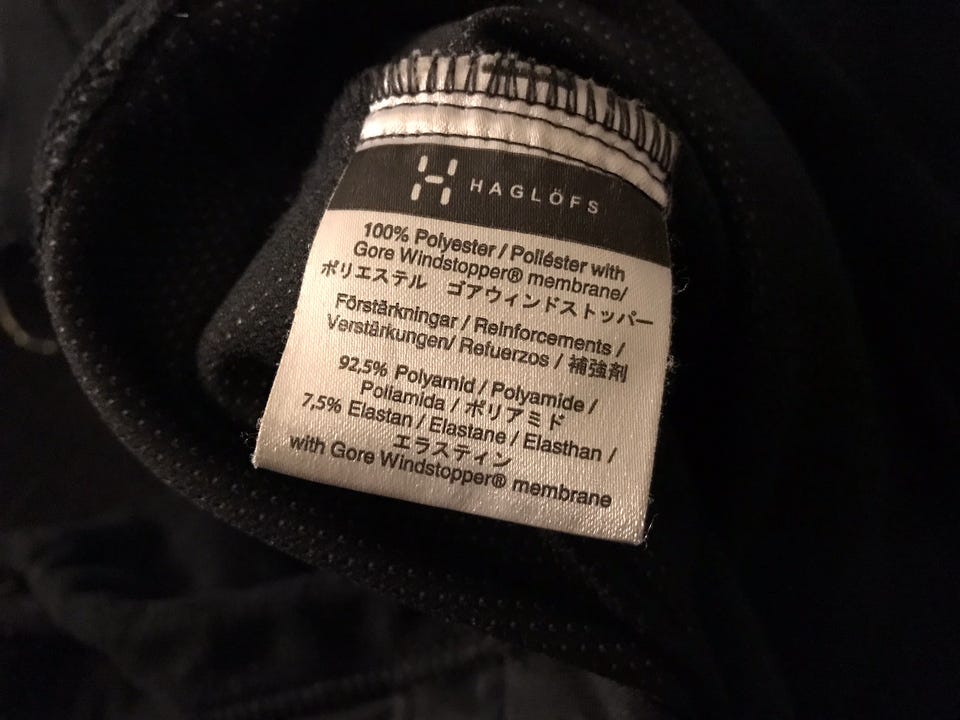 HAGLÖFS
100% Polyester / Poliéster with
Gore Windstopper® membrane/
ポリエステル ゴアウィンドストッパー
Förstärkningar / Reinforcements /
Verstärkungen/ Refuerzos / 補強剤
92,5% Polyamid / Polyamide /
Poliamida / ポリアミド
7,5% Elastan / Elastane / Elasthan /
エラスティン
with Gore Windstopper® membrane